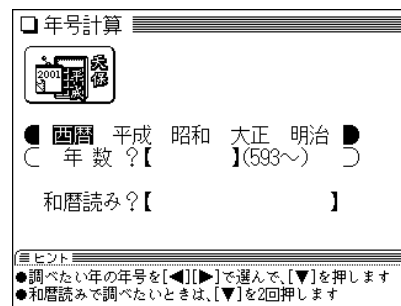 年号計算
天保
2001 平成
西暦 平成 昭和 大正 明治
年数?【 】(593~)
和暦読み?【 】
ヒント
●調べたい年の年号を[◀][▶]で選んで、[▼]を押します
●和暦読みで調べたいときは、[▼]を2回押します